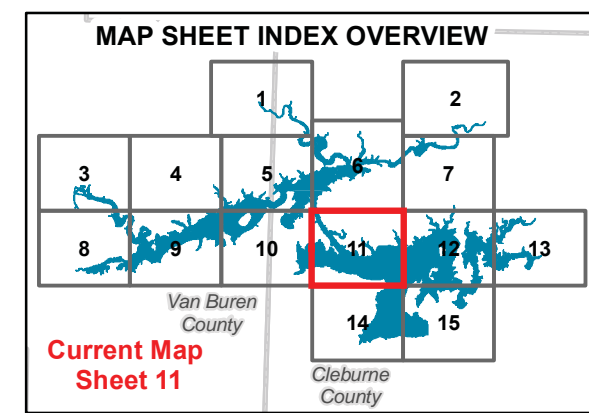 MAP SHEET INDEX OVERVIEW
1
2
3
4
5
6
7
8
9
10
11
12
13
Van Buren
County
14
15
Current Map
Sheet 11
Cleburne
County